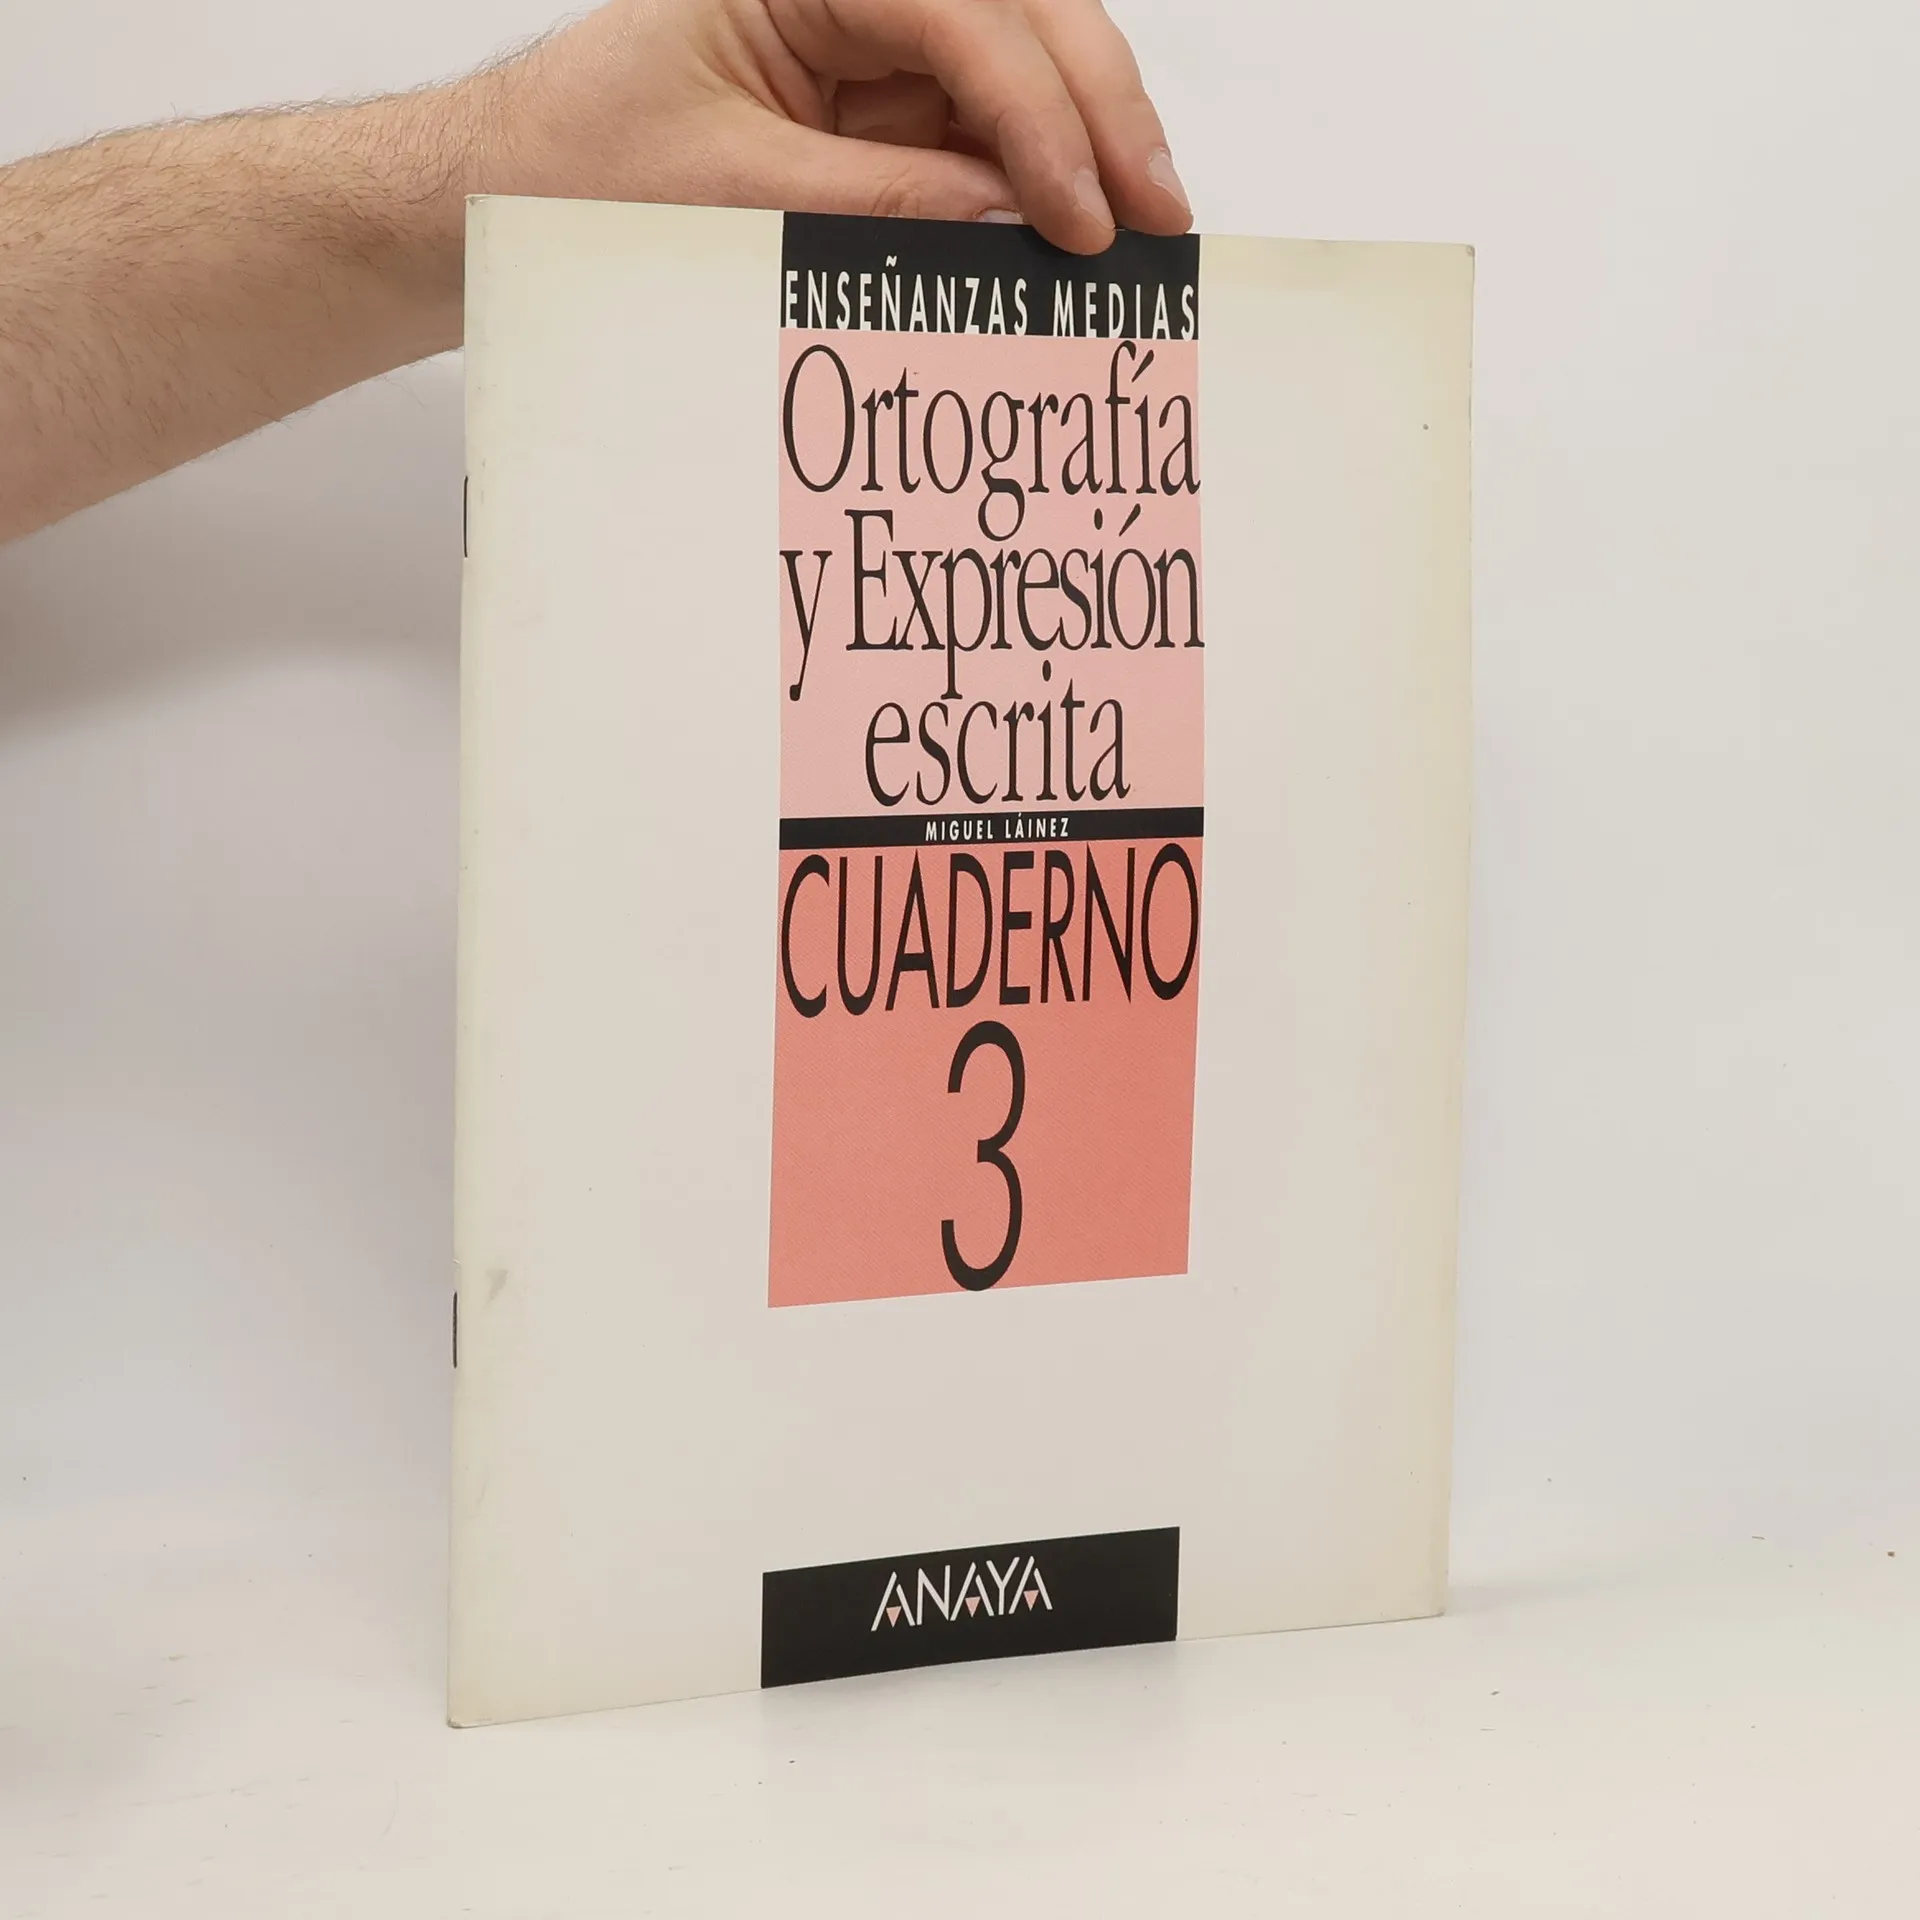 ENSEÑANZAS MEDIAS
Ortografía
y Expresión
escrita
MIGUEL LÁINEZ
CUADERNO
3
ANAYA